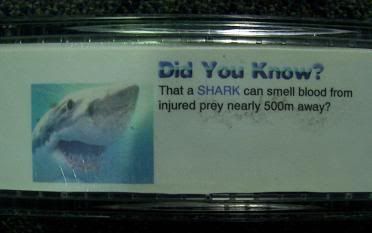 Did You Know?
That a SHARK can smell blood from
injured prey nearly 500m away?